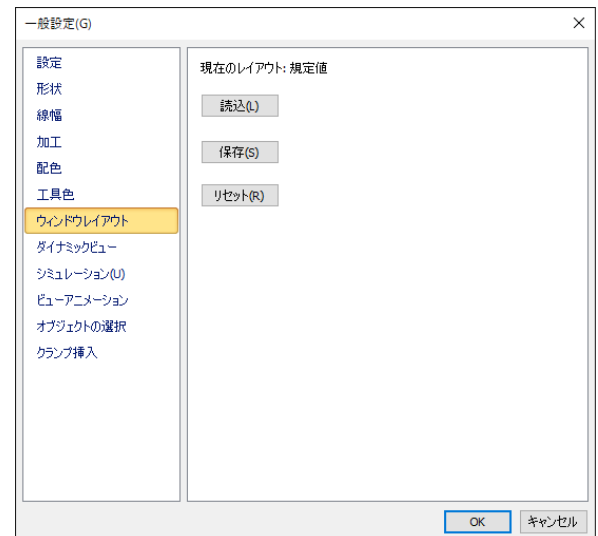 一般設定(G)
設定
形状
線幅
加工
配色
工具色
ウィンドウレイアウト
ダイナミックビュー
シミュレーション(U)
ビューアニメーション
オブジェクトの選択
クランプ挿入
現在のレイアウト: 規定値
読込(L)
保存(S)
リセット(R)
OK
キャンセル